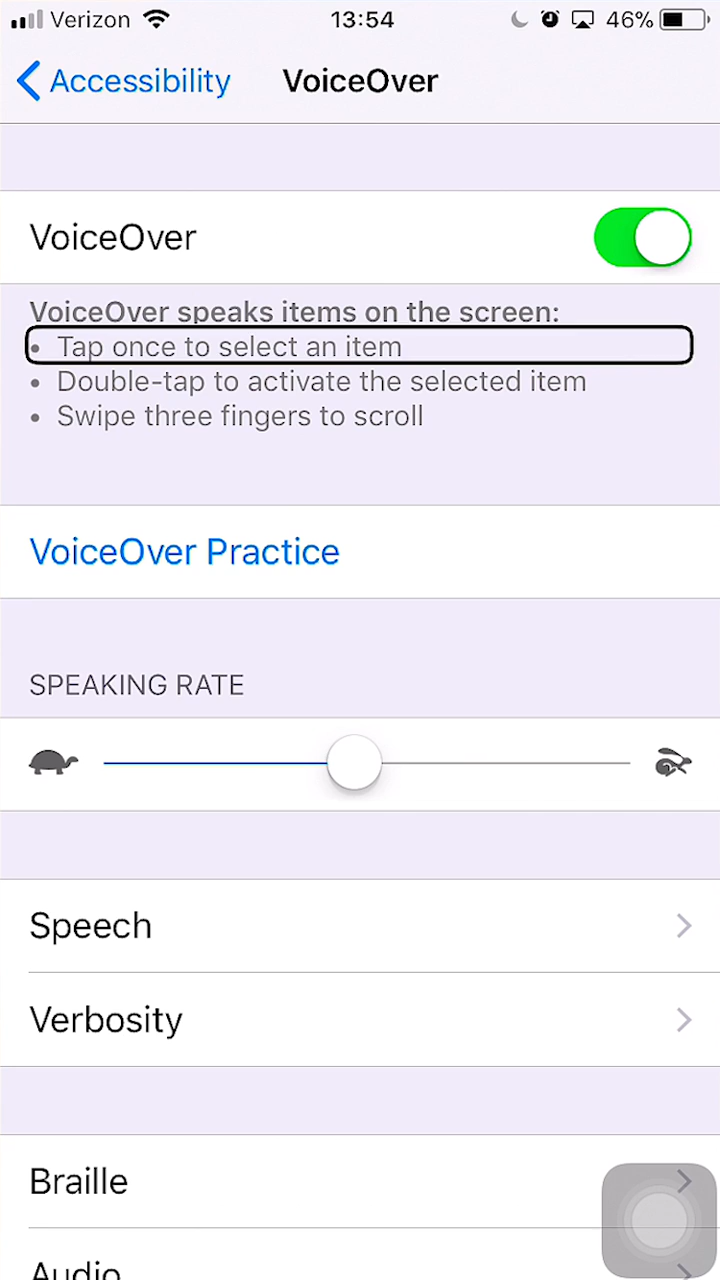 Verizon 13:54 46%
Accessibility VoiceOver
VoiceOver
VoiceOver speaks items on the screen:
• Tap once to select an item
• Double-tap to activate the selected item
• Swipe three fingers to scroll
VoiceOver Practice
SPEAKING RATE
Speech
Verbosity
Braille
Audio